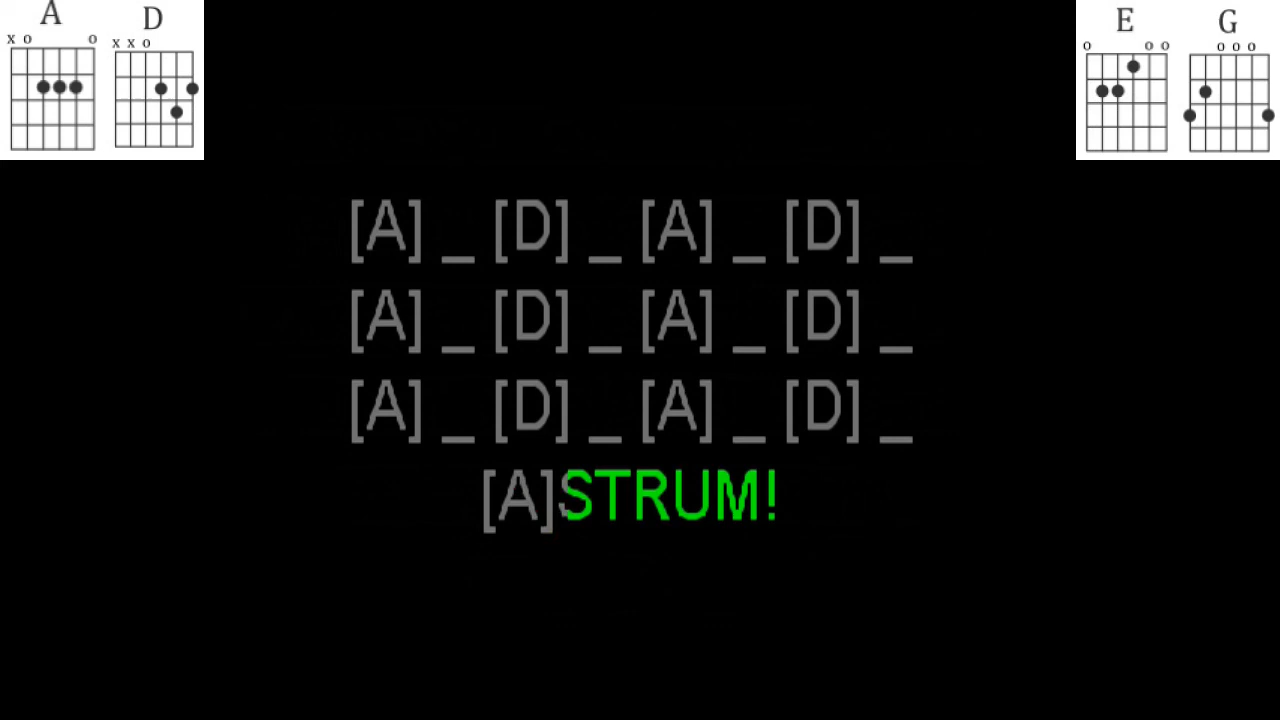 A D E G
x o o x x o o o o o o o
[A] _ [D] _ [A] _ [D] _
[A] _ [D] _ [A] _ [D] _
[A] _ [D] _ [A] _ [D] _
[A]STRUM!